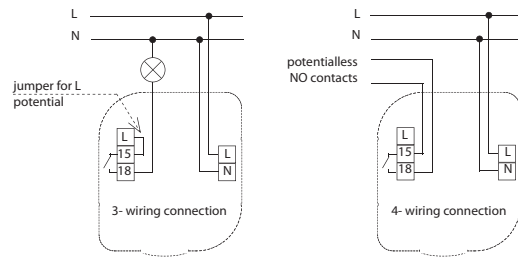 L
N
jumper for L
potential
L
15
18
L
N
3- wiring connection
L
N
potentialless
NO contacts
L
15
18
L
N
4- wiring connection